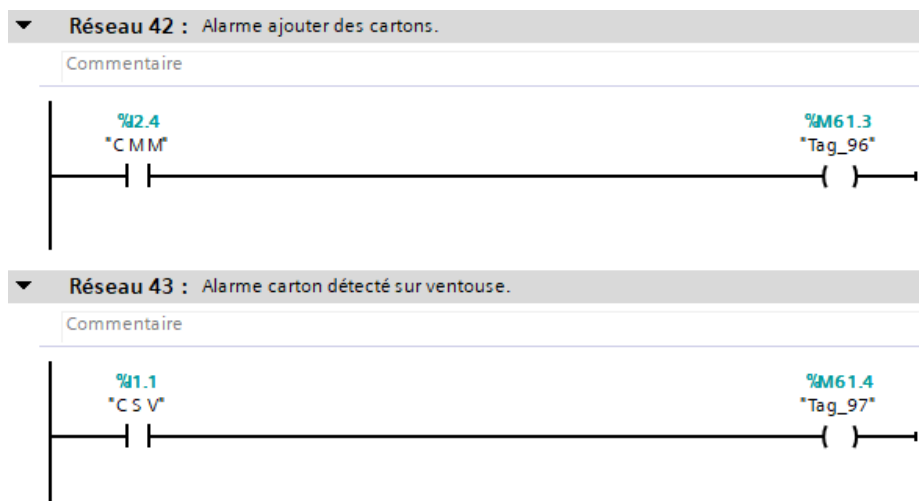 Réseau 42 : Alarme ajouter des cartons.
Commentaire
%I2.4 %M61.3
"C M M" "Tag_96"
Réseau 43 : Alarme carton détecté sur ventouse.
Commentaire
%I1.1 %M61.4
"C S V" "Tag_97"